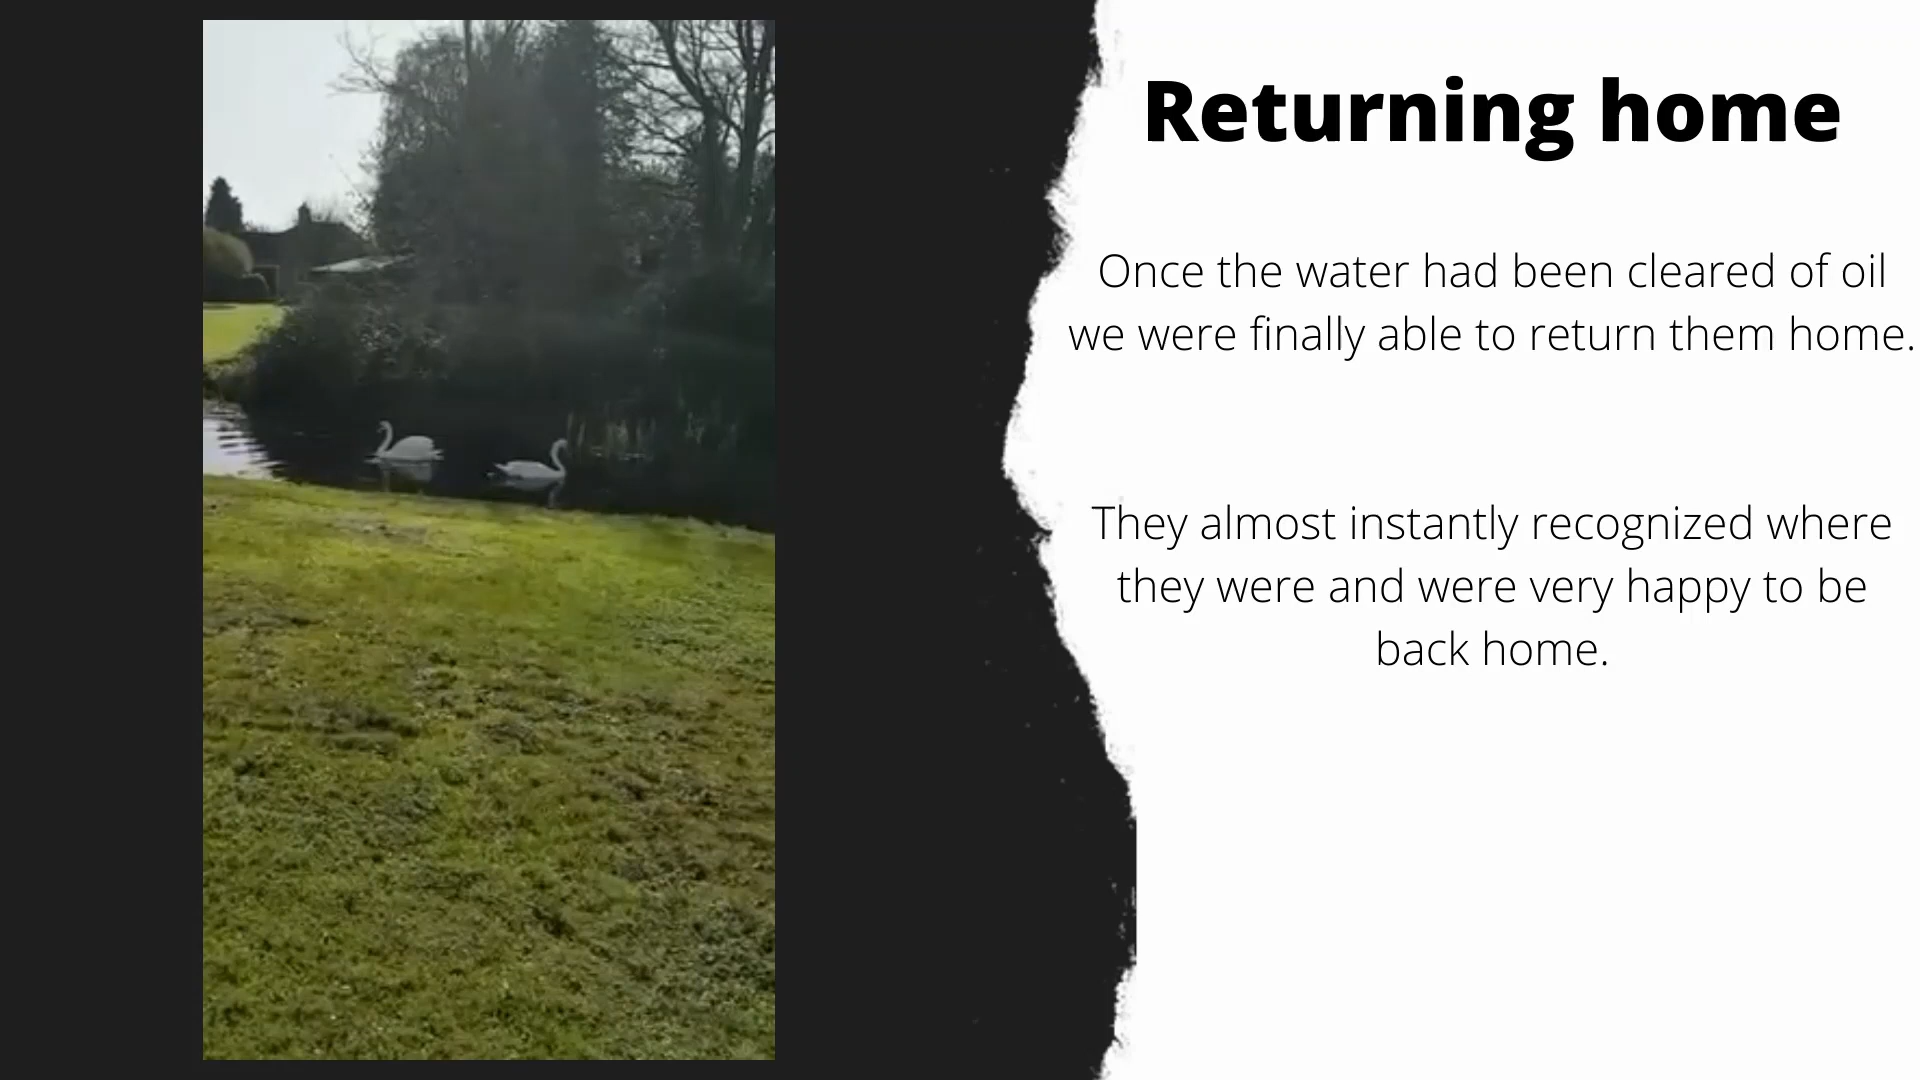 Returning home
Once the water had been cleared of oil
we were finally able to return them home.
They almost instantly recognized where
they were and were very happy to be
back home.